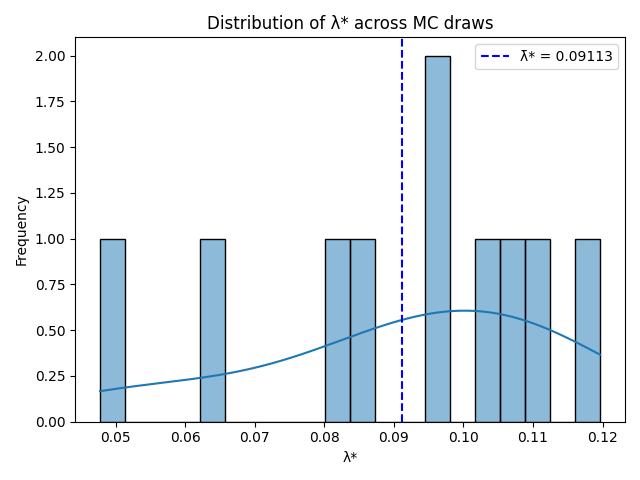 Distribution of λ* across MC draws
λ̄* = 0.09113
Frequency
2.00
1.75
1.50
1.25
1.00
0.75
0.50
0.25
0.00
0.05 0.06 0.07 0.08 0.09 0.10 0.11 0.12
λ*